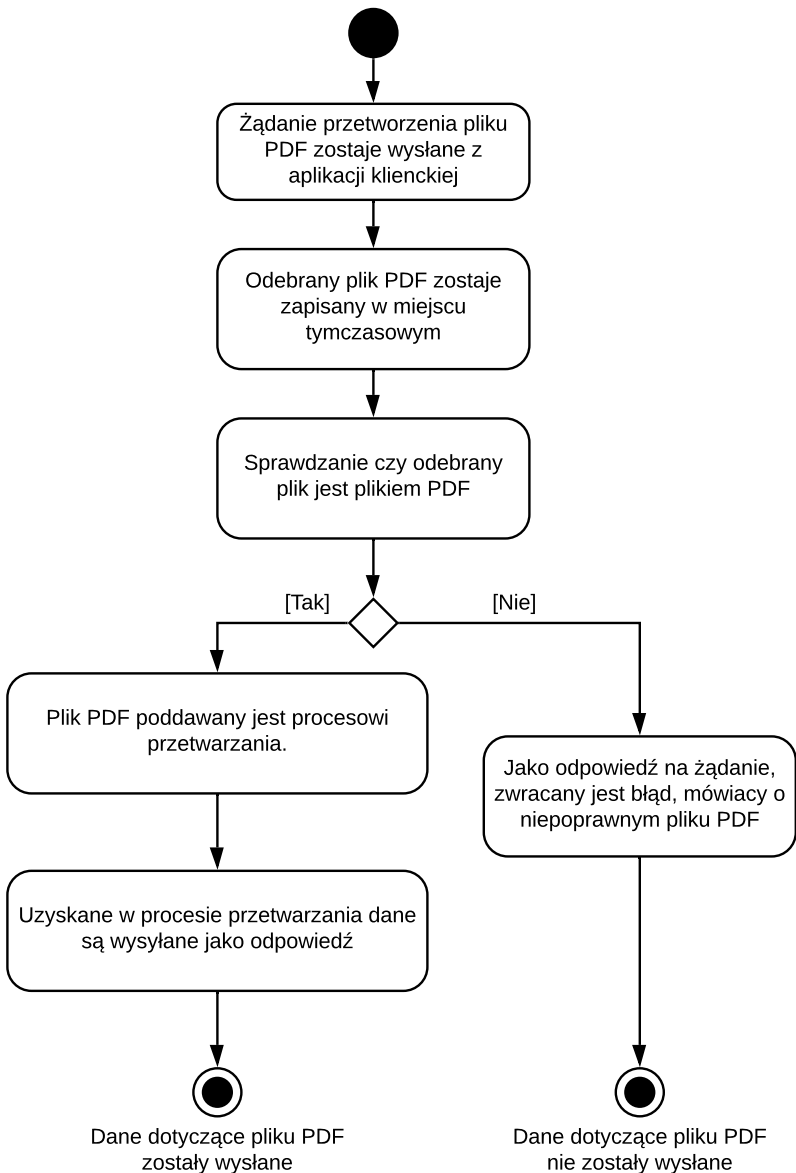 Żądanie przetworzenia pliku
PDF zostaje wysłane z
aplikacji klienckiej
Odebrany plik PDF zostaje
zapisany w miejscu
tymczasowym
Sprawdzanie czy odebrany
plik jest plikiem PDF
[Tak]
[Nie]
Plik PDF poddawany jest procesowi
przetwarzania.
Jako odpowiedź na żądanie,
zwracany jest błąd, mówiacy o
niepoprawnym pliku PDF
Uzyskane w procesie przetwarzania dane
są wysyłane jako odpowiedź
Dane dotyczące pliku PDF
zostały wysłane
Dane dotyczące pliku PDF
nie zostały wysłane